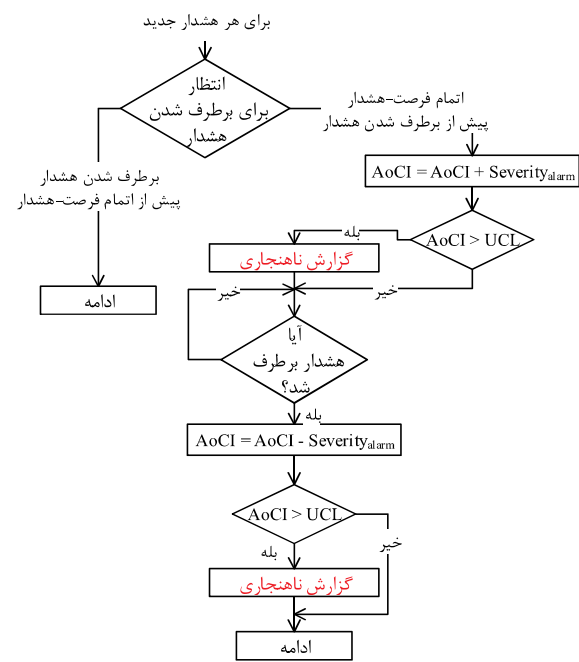 برای هر هشدار جدید
انتظار
برای برطرف شدن
هشدار
اتمام فرصت-هشدار
پیش از برطرف شدن هشدار
برطرف شدن هشدار
پیش از اتمام فرصت-هشدار
ادامه
AoCI = AoCI + Severityalarm
AoCI > UCL
بله
گزارش ناهنجاری
خیر
خیر
آیا
هشدار برطرف
شد؟
بله
AoCI = AoCI - Severityalarm
AoCI > UCL
خیر
بله
گزارش ناهنجاری
ادامه